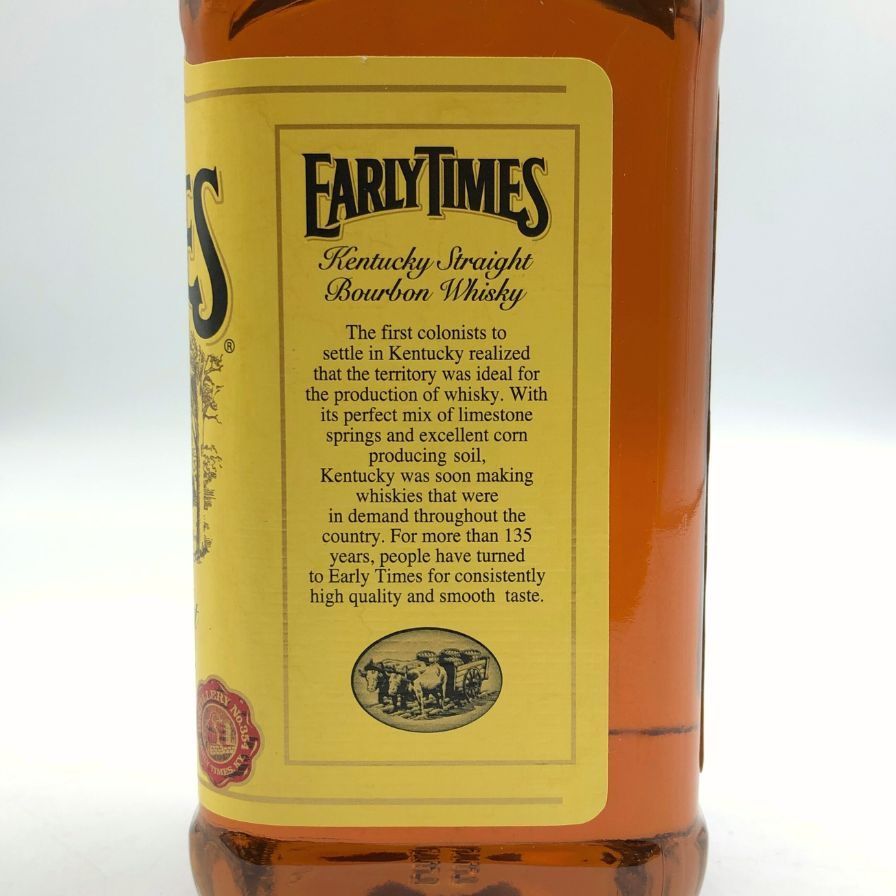 EARLY TIMES
Kentucky Straight
Bourbon Whisky
The first colonists to
settle in Kentucky realized
that the territory was ideal for
the production of whisky. With
its perfect mix of limestone
springs and excellent corn
producing soil,
Kentucky was soon making
whiskies that were
in demand throughout the
country. For more than 135
years, people have turned
to Early Times for consistently
high quality and smooth taste.
ES
®